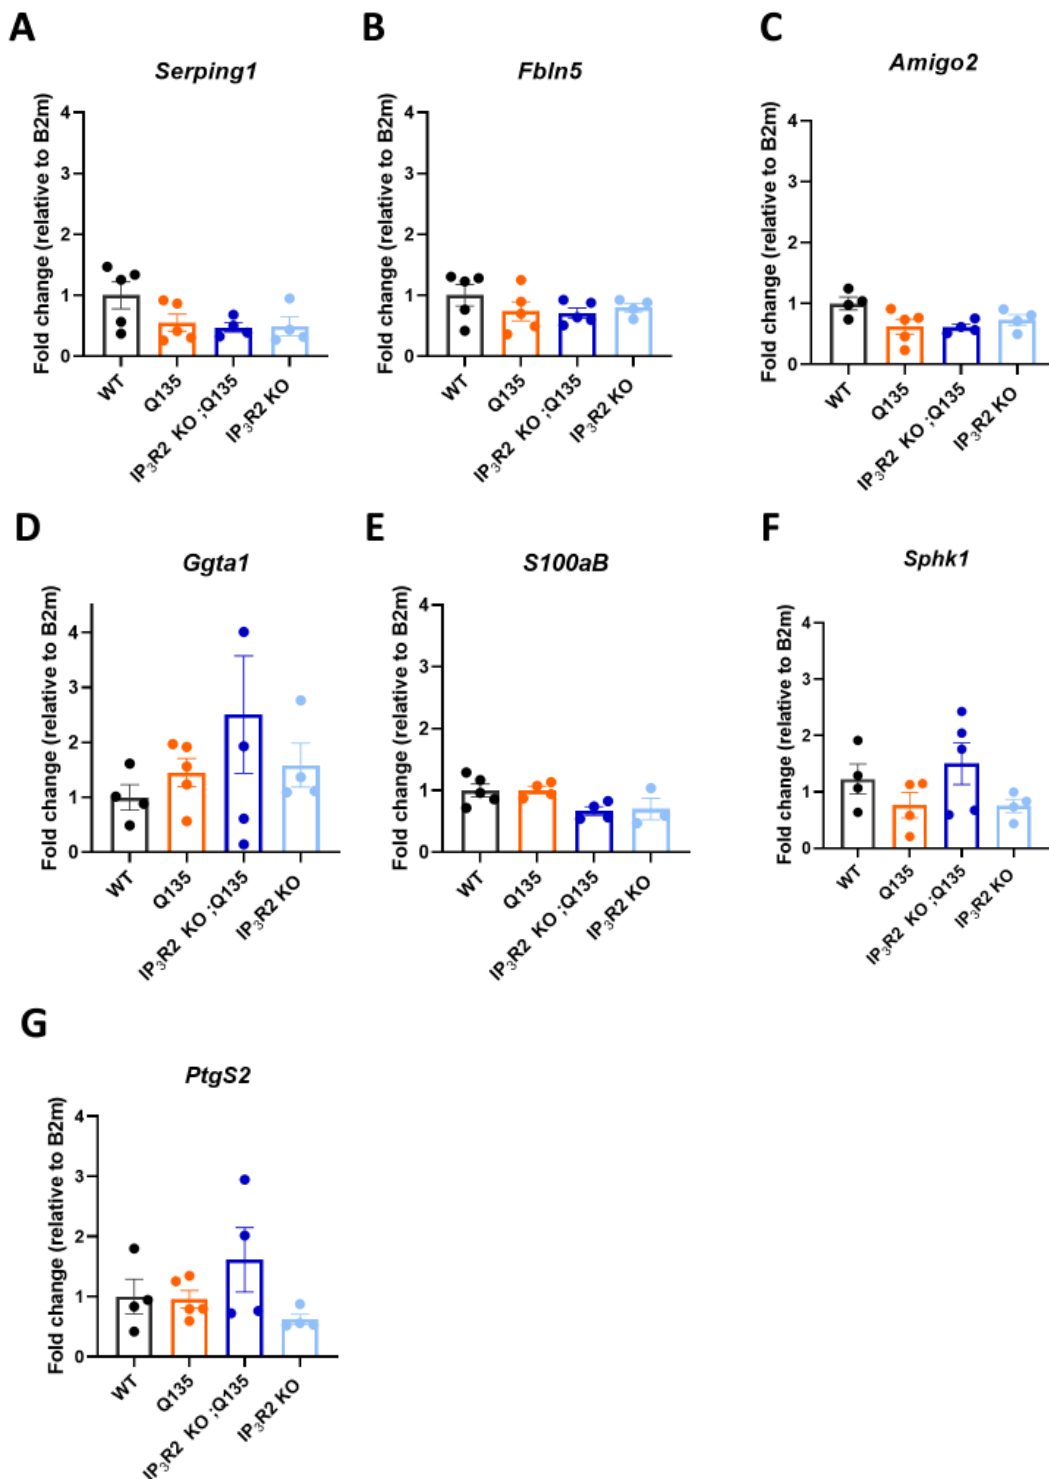 A
Serping1
Fold change (relative to B2m)
4
3
2
1
0
WT
Q135
IP₃R2 KO ;Q135
IP₃R2 KO
B
Fbln5
Fold change (relative to B2m)
4
3
2
1
0
WT
Q135
IP₃R2 KO ;Q135
IP₃R2 KO
C
Amigo2
Fold change (relative to B2m)
4
3
2
1
0
WT
Q135
IP₃R2 KO ;Q135
IP₃R2 KO
D
Ggta1
Fold change (relative to B2m)
4
3
2
1
0
WT
Q135
IP₃R2 KO ;Q135
IP₃R2 KO
E
S100aB
Fold change (relative to B2m)
4
3
2
1
0
WT
Q135
IP₃R2 KO ;Q135
IP₃R2 KO
F
Sphk1
Fold change (relative to B2m)
4
3
2
1
0
WT
Q135
IP₃R2 KO ;Q135
IP₃R2 KO
G
PtgS2
Fold change (relative to B2m)
4
3
2
1
0
WT
Q135
IP₃R2 KO ;Q135
IP₃R2 KO